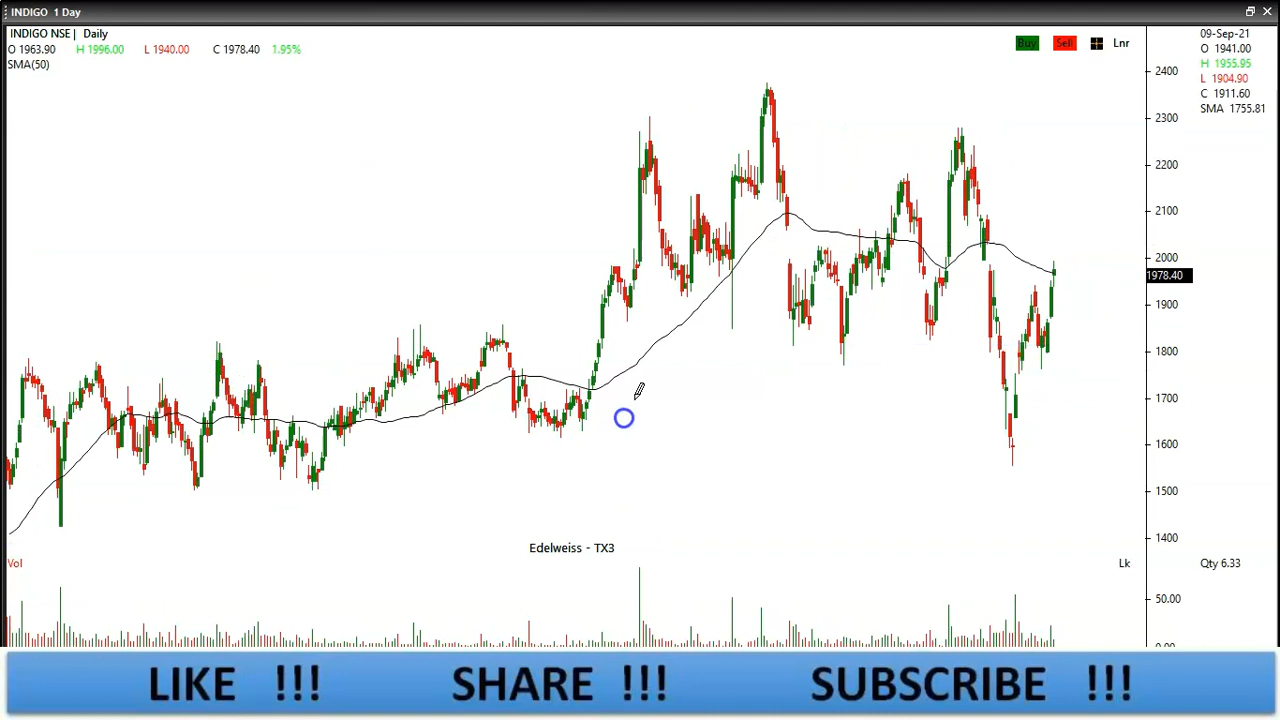 INDIGO 1 Day
INDIGO NSE| Daily
O 1963.90 H 1996.00 L 1940.00 C 1978.40 1.95%
SMA(50)
Buy Sell Lnr
09-Sep-21
O 1941.00
H 1955.95
L 1904.90
C 1911.60
SMA 1755.81
2400
2300
2200
2100
2000
1978.40
1900
1800
1700
1600
1500
1400
Edelweiss - TX3
Vol
Lk
Qty 6.33
50.00
0.00
LIKE !!! SHARE !!! SUBSCRIBE !!!